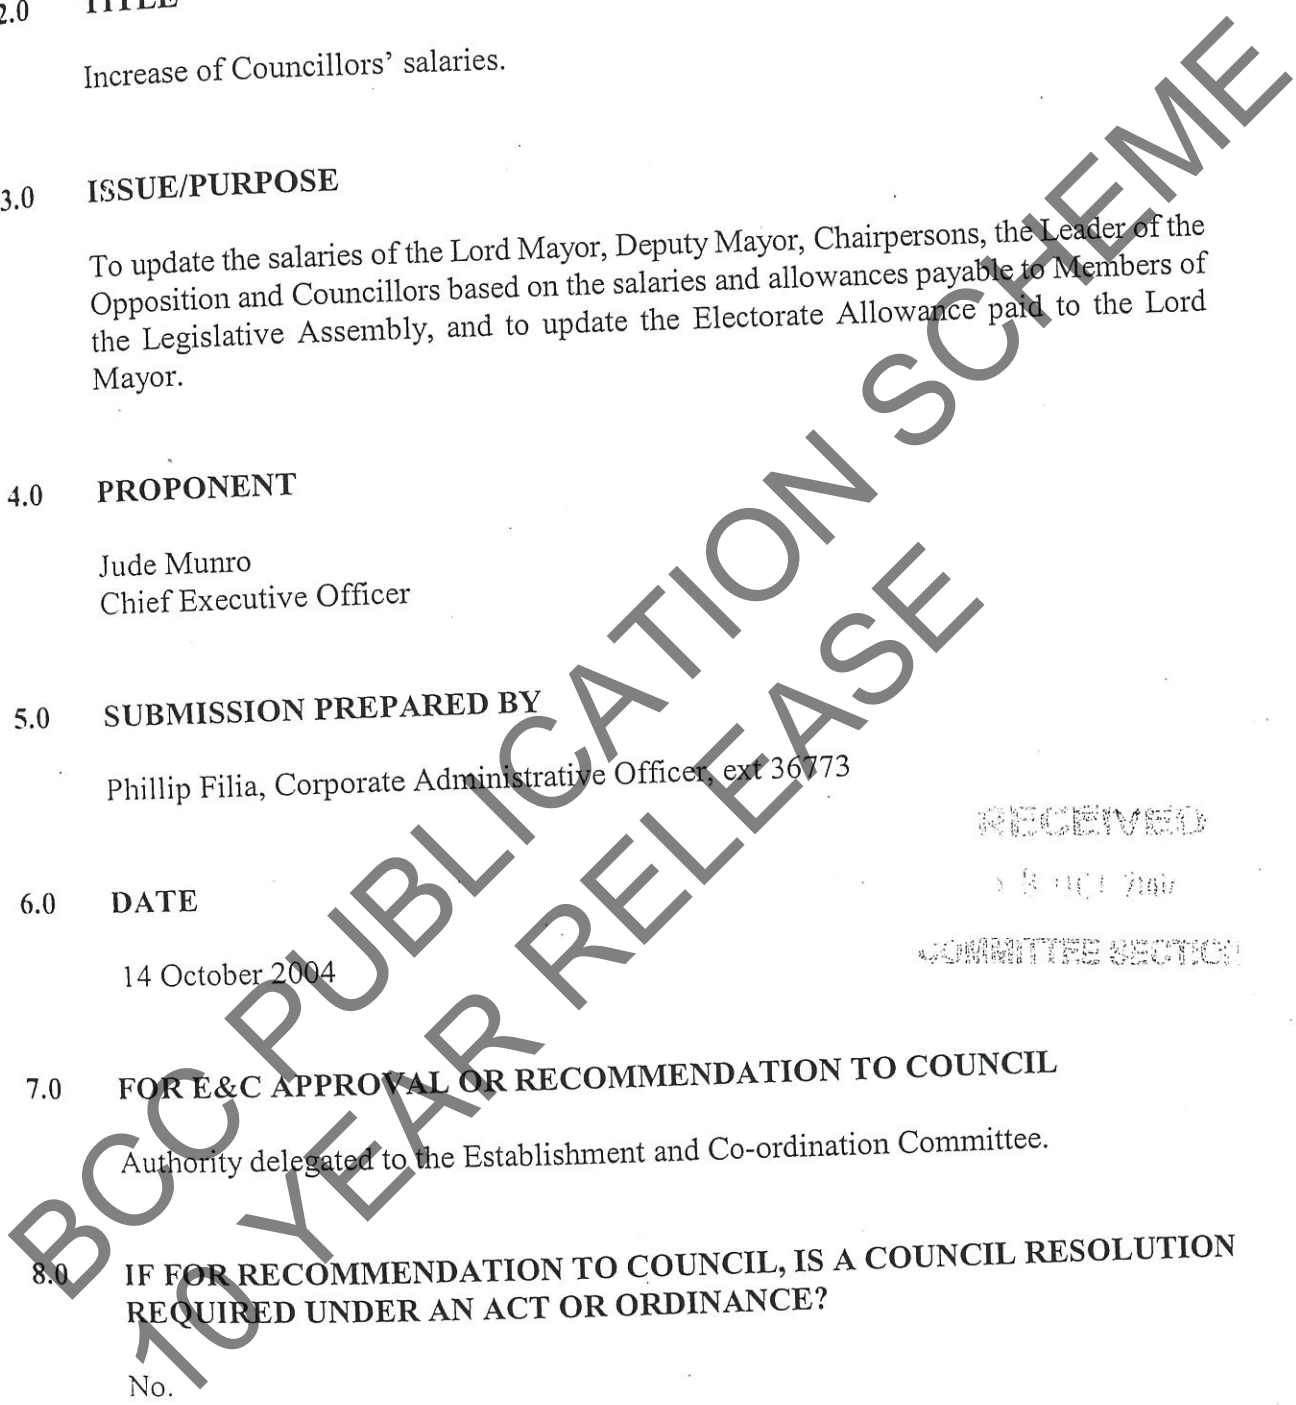 2.0 TITLE
Increase of Councillors' salaries.
3.0 ISSUE/PURPOSE
To update the salaries of the Lord Mayor, Deputy Mayor, Chairpersons, the Leader of the
Opposition and Councillors based on the salaries and allowances payable to Members of
the Legislative Assembly, and to update the Electorate Allowance paid to the Lord
Mayor.
4.0 PROPONENT
Jude Munro
Chief Executive Officer
5.0 SUBMISSION PREPARED BY
Phillip Filia, Corporate Administrative Officer, ext 36773
RECEIVED
OCT
COMMITTEE SECTION
6.0 DATE
14 October 2004
7.0 FOR E&C APPROVAL OR RECOMMENDATION TO COUNCIL
Authority delegated to the Establishment and Co-ordination Committee.
8.0 IF FOR RECOMMENDATION TO COUNCIL, IS A COUNCIL RESOLUTION
REQUIRED UNDER AN ACT OR ORDINANCE?
No.
BCC PUBLICATION SCHEME
10 YEAR RELEASE